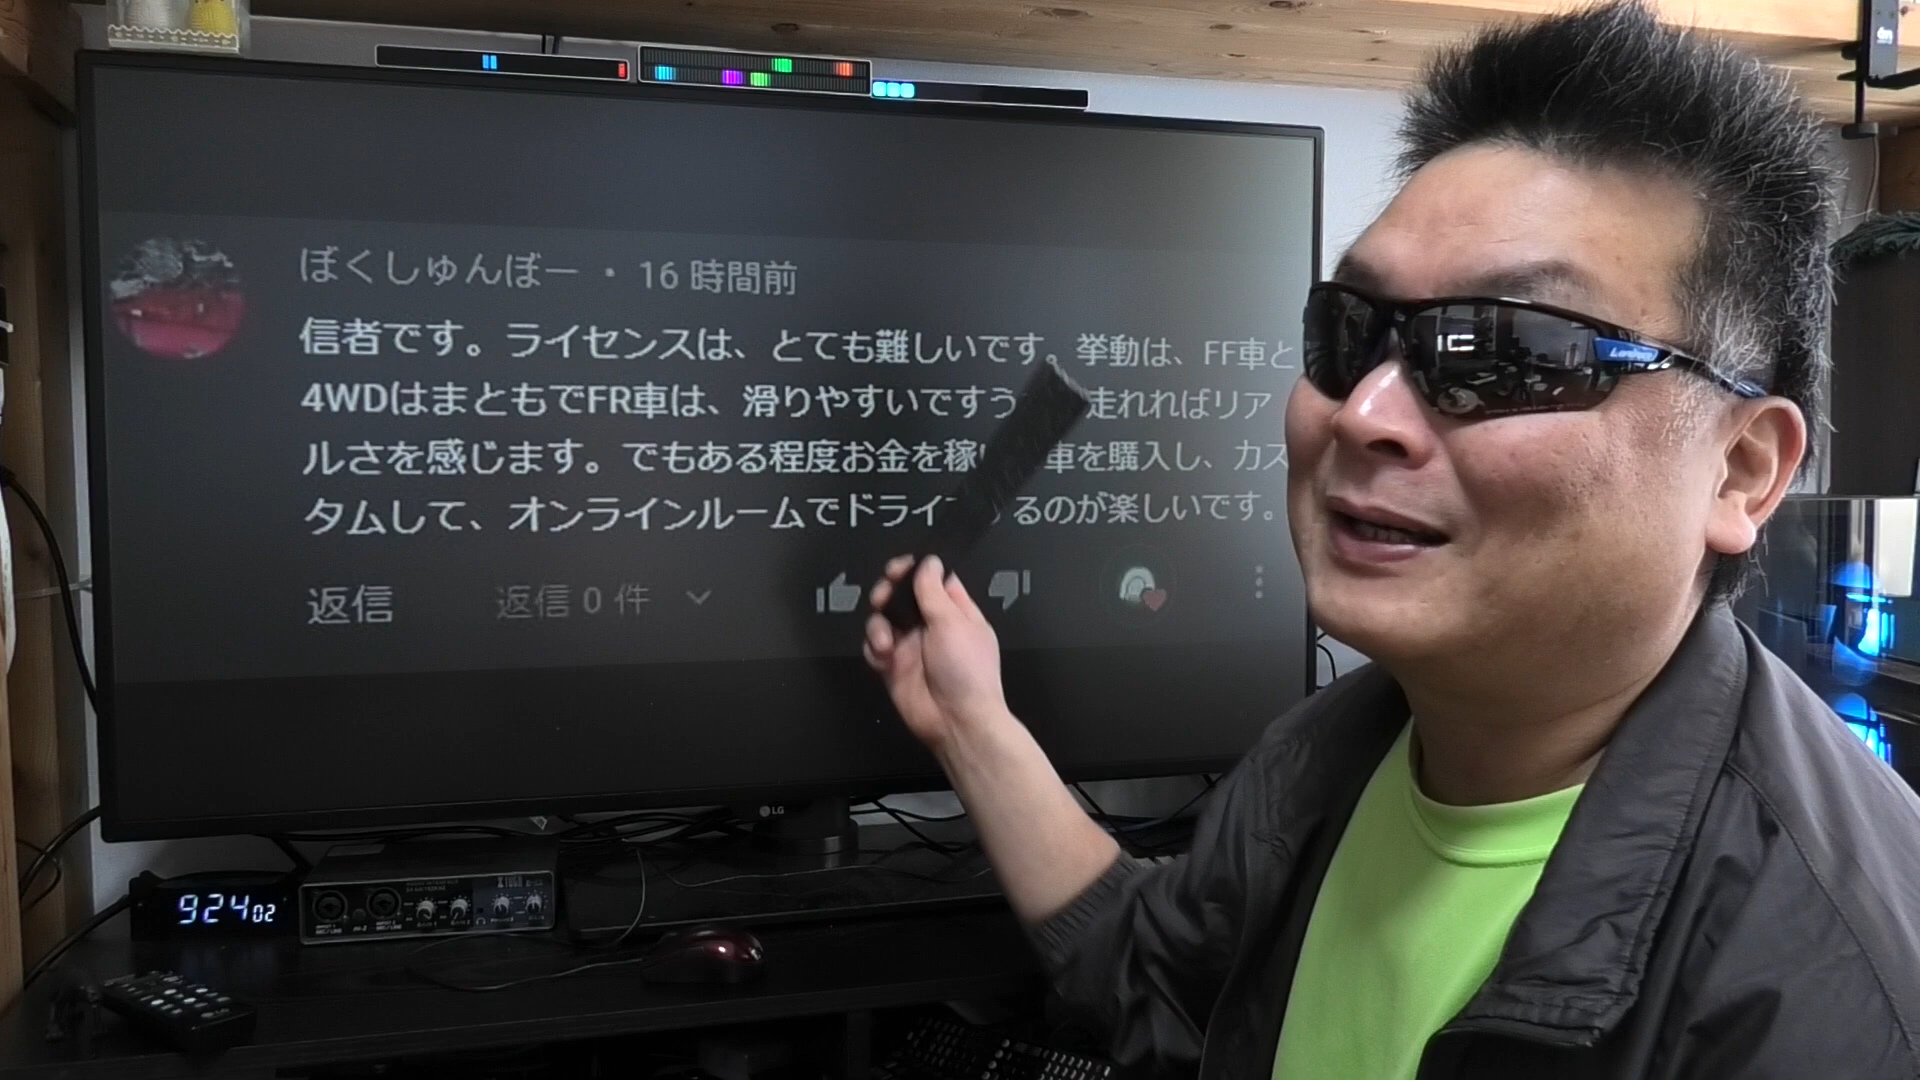 ぼくしゅんぼー・16 時間前
信者です。ライセンスは、とても難しいです。挙動は、FF車と
4WDはまともでFR車は、滑りやすいですう 走れればリア
ルさを感じます。でもある程度お金を稼い 車を購入し、カス
タムして、オンラインルームでドライブするのが楽しいです。
返信
返信 0 件
LG
92402